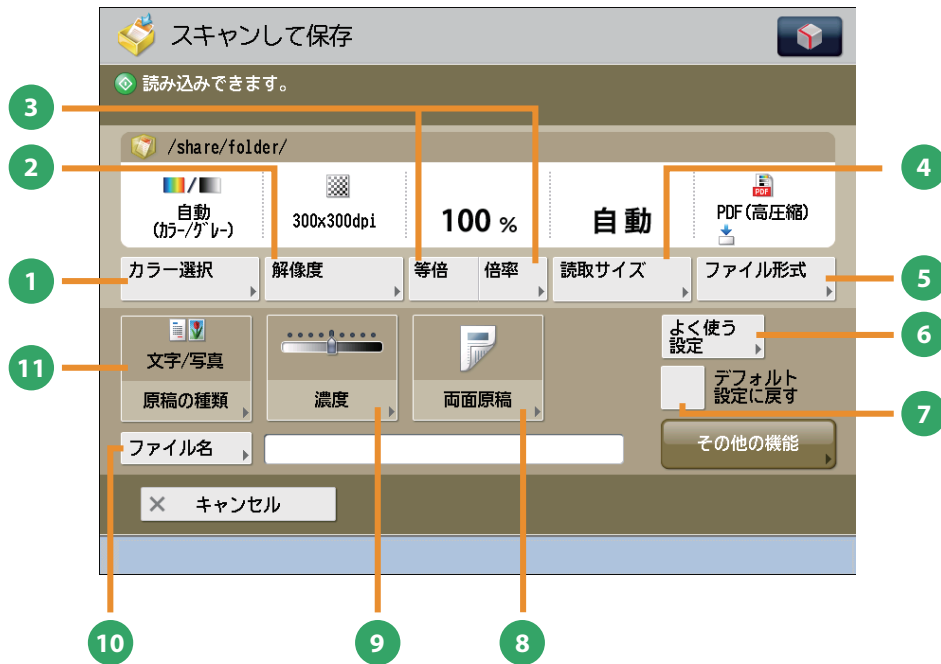 スキャンして保存
読み込みできます。
3
/share/folder/
2
4
自動
(ｶﾗｰ/ｸﾞﾚｰ)
300x300dpi
100 %
自動
PDF
PDF(高圧縮)
1
カラー選択
解像度
等倍
倍率
読取サイズ
ファイル形式
5
よく使う
設定
6
11
文字/写真
原稿の種類
濃度
両面原稿
デフォルト
設定に戻す
7
ファイル名
その他の機能
キャンセル
10
9
8